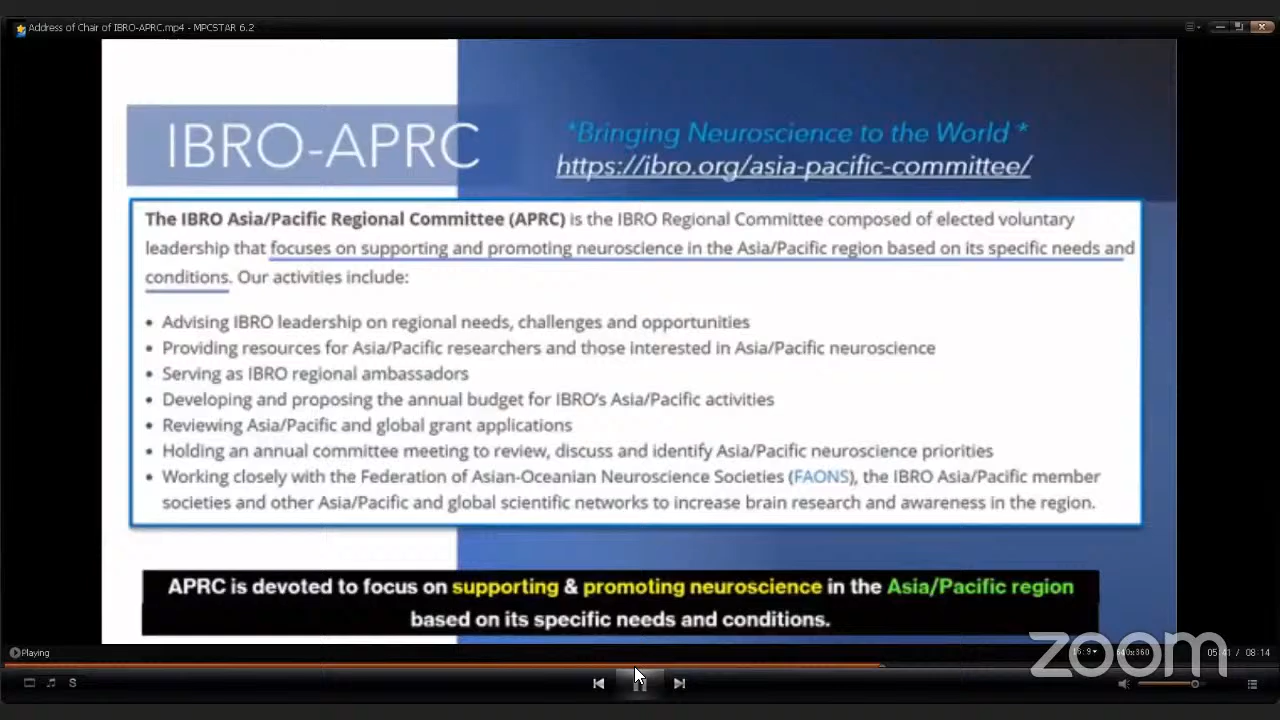 Address of Chair of IBRO-APRC.mp4 - MPCSTAR 6.2
IBRO-APRC
*Bringing Neuroscience to the World *
https://ibro.org/asia-pacific-committee/
The IBRO Asia/Pacific Regional Committee (APRC) is the IBRO Regional Committee composed of elected voluntary
leadership that focuses on supporting and promoting neuroscience in the Asia/Pacific region based on its specific needs and
conditions. Our activities include:
• Advising IBRO leadership on regional needs, challenges and opportunities
• Providing resources for Asia/Pacific researchers and those interested in Asia/Pacific neuroscience
• Serving as IBRO regional ambassadors
• Developing and proposing the annual budget for IBRO's Asia/Pacific activities
• Reviewing Asia/Pacific and global grant applications
• Holding an annual committee meeting to review, discuss and identify Asia/Pacific neuroscience priorities
• Working closely with the Federation of Asian-Oceanian Neuroscience Societies (FAONS), the IBRO Asia/Pacific member
societies and other Asia/Pacific and global scientific networks to increase brain research and awareness in the region.
APRC is devoted to focus on supporting & promoting neuroscience in the Asia/Pacific region
based on its specific needs and conditions.
zoom
Playing
16:9
640x360
05:41 / 08:14
S